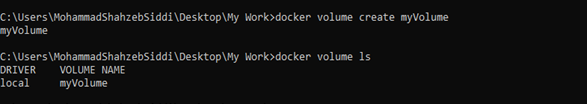 C:\Users\MohammadShahzebSiddi\Desktop\My Work>docker volume create myVolume
myVolume
C:\Users\MohammadShahzebSiddi\Desktop\My Work>docker volume ls
DRIVER    VOLUME NAME
local     myVolume